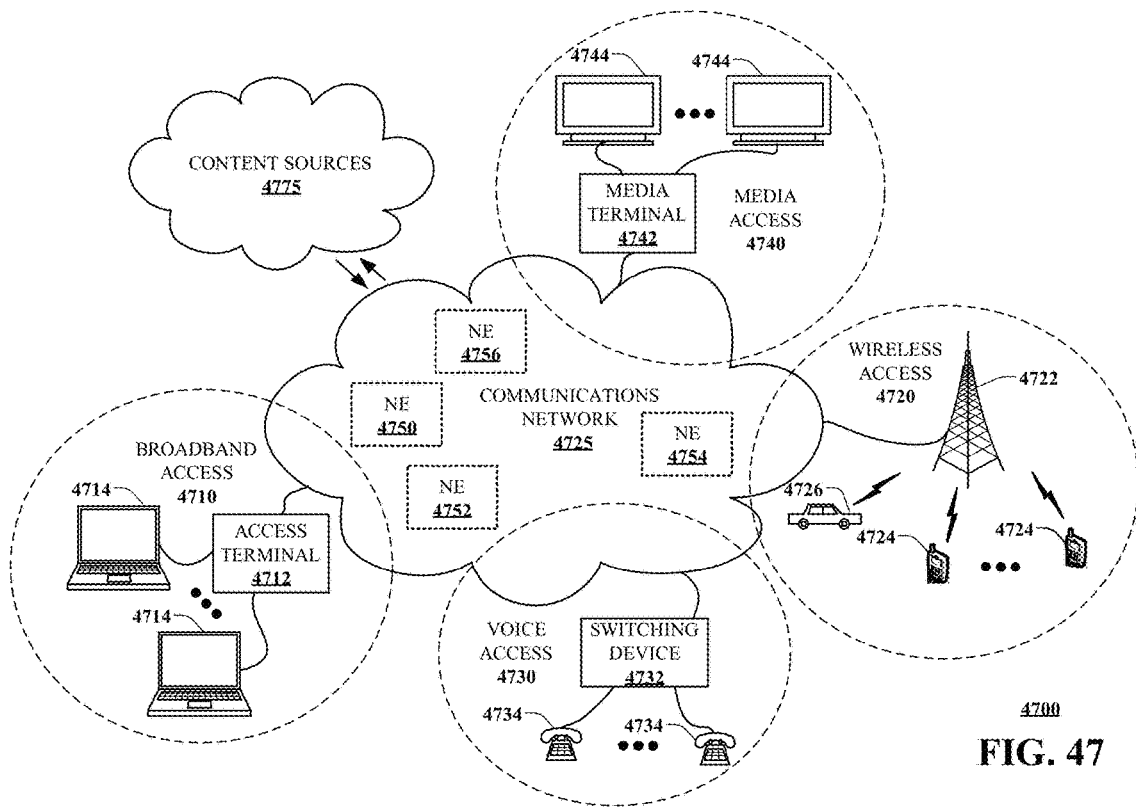 4744
4744
CONTENT SOURCES
4775
MEDIA
TERMINAL
4742
MEDIA
ACCESS
4740
NE
4756
WIRELESS
ACCESS
4720
4722
COMMUNICATIONS
NETWORK
4725
NE
4750
NE
4754
BROADBAND
ACCESS
4710
4714
NE
4752
4726
4724
4724
ACCESS
TERMINAL
4712
4714
VOICE
ACCESS
4730
SWITCHING
DEVICE
4732
4734
4734
4700
FIG. 47